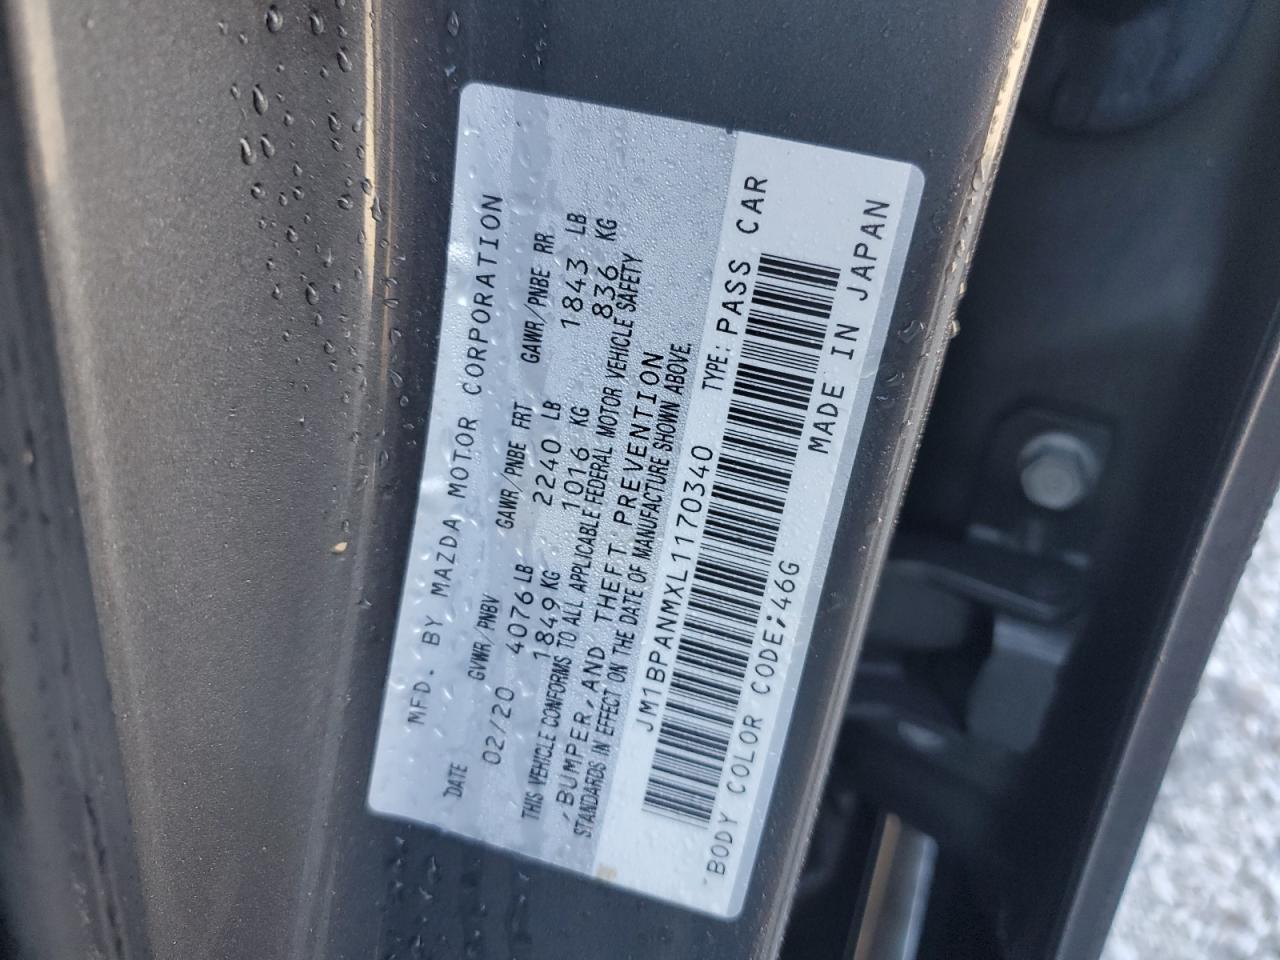 MFD. BY MAZDA MOTOR CORPORATION
DATE GVWR/PNBV GAWR/PNBE FRT GAWR/PNBE RR
02/20 4076 LB 2240 LB 1843 LB
1849 KG 1016 KG 836 KG
THIS VEHICLE CONFORMS TO ALL APPLICABLE FEDERAL MOTOR VEHICLE SAFETY
, BUMPER, AND THEFT PREVENTION
STANDARDS IN EFFECT ON THE DATE OF MANUFACTURE SHOWN ABOVE.
JM1BPANMXL1170340 TYPE: PASS CAR
BODY COLOR CODE;46G MADE IN JAPAN